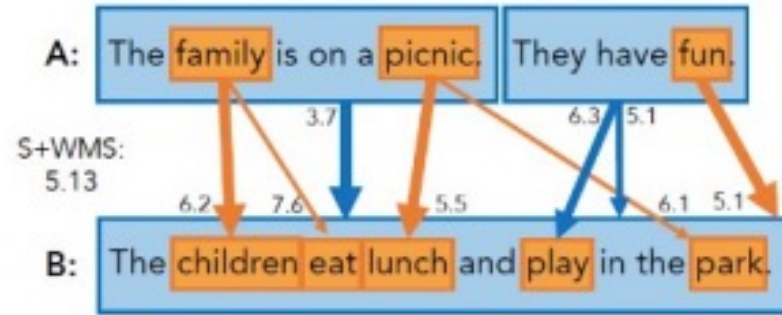 A: The family is on a picnic. They have fun.
3.7 6.3 5.1
S+WMS:
5.13
6.2 7.6 5.5 6.1 5.1
B: The children eat lunch and play in the park.